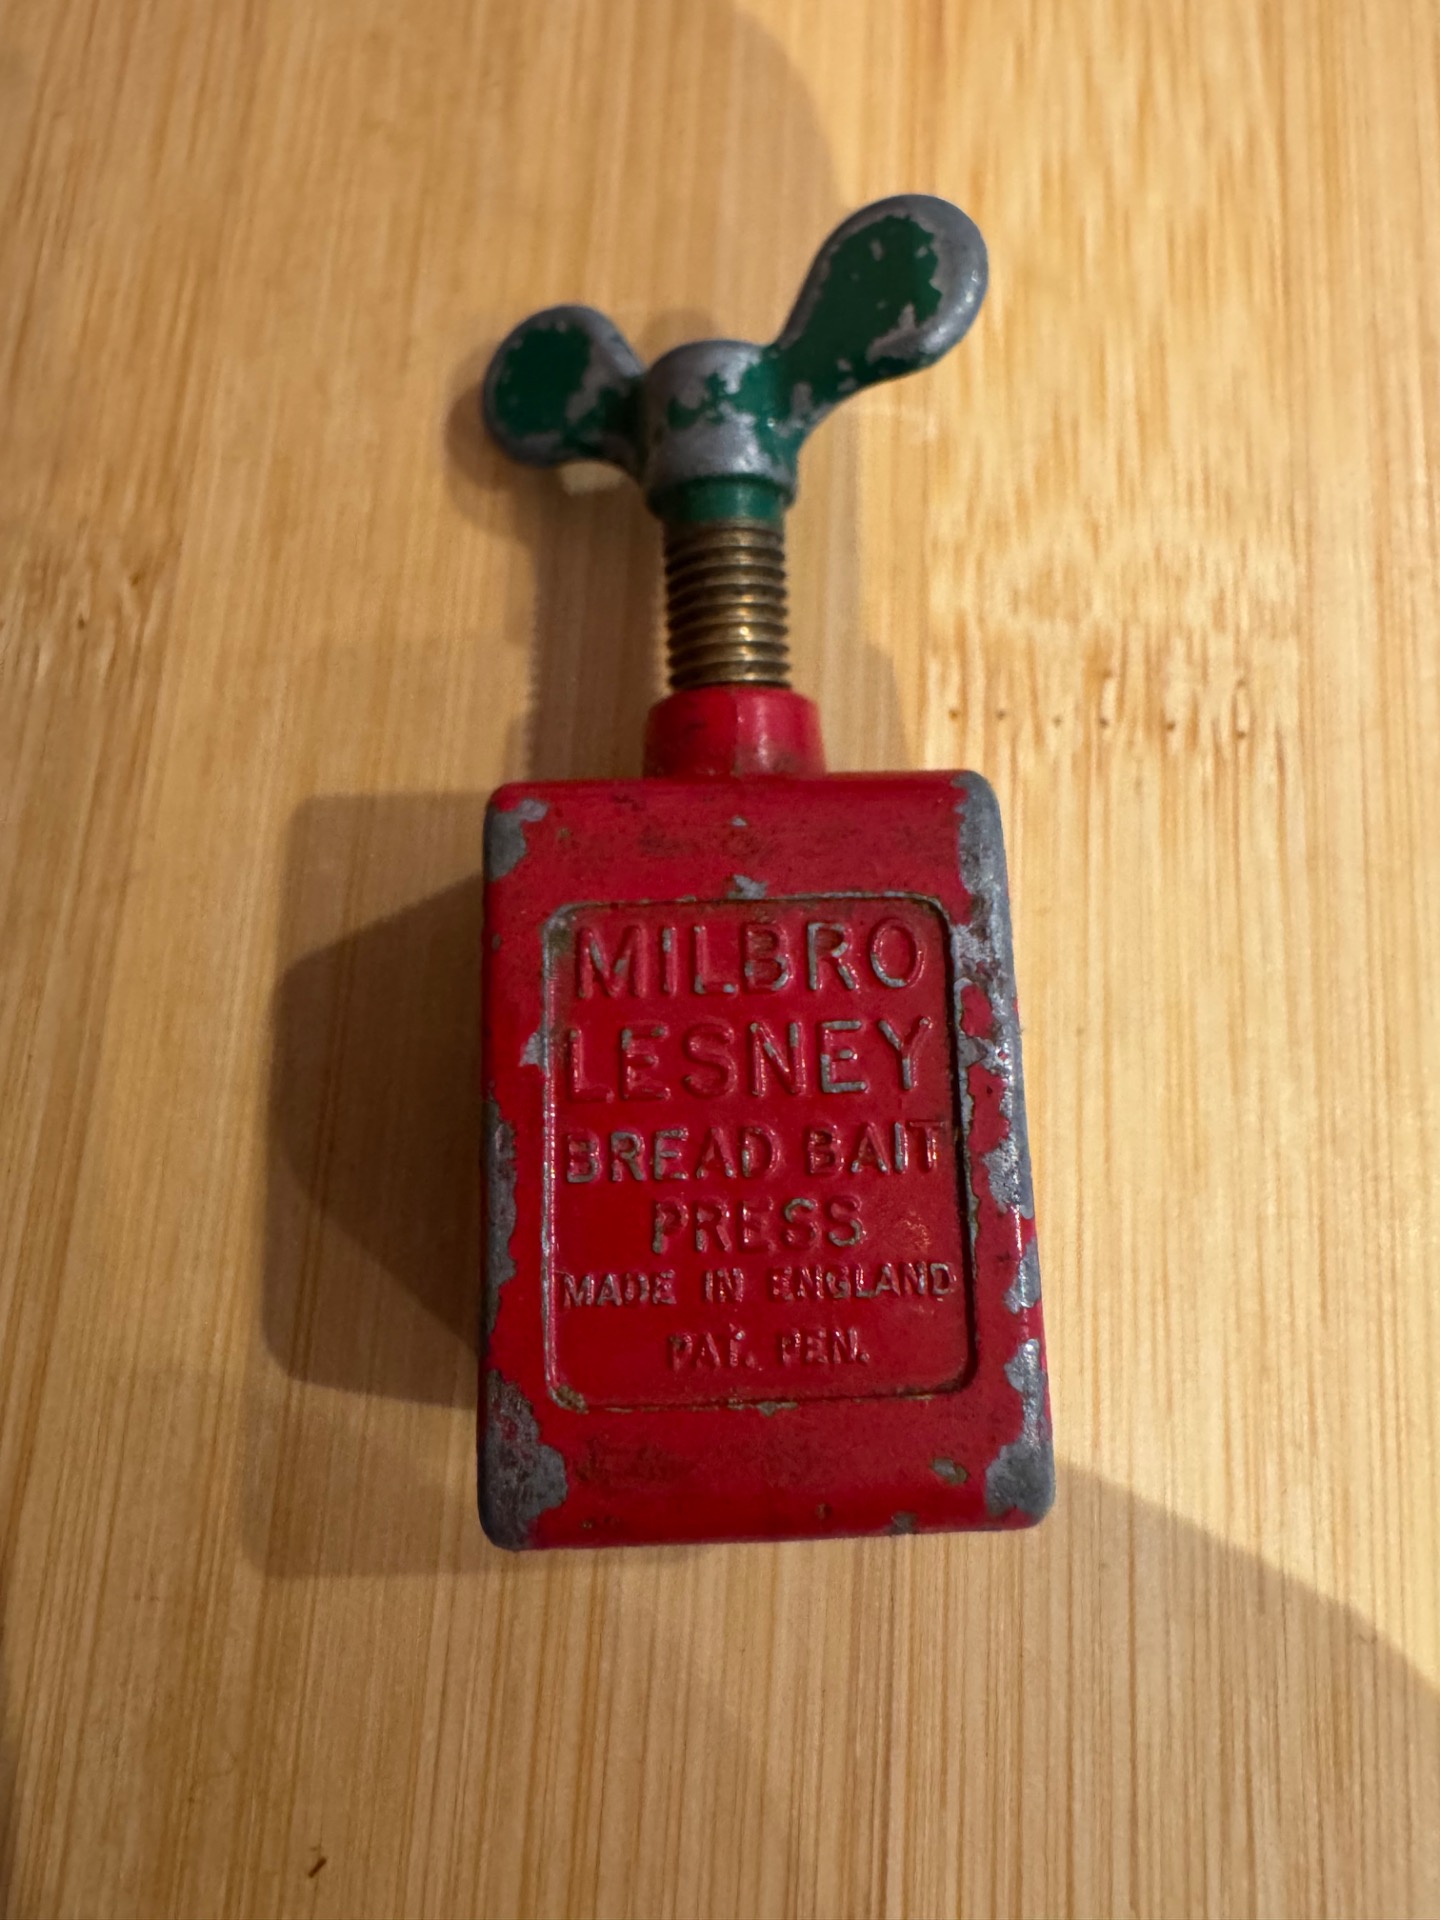 MILBRO
LESNEY
BREAD BAIT
PRESS
MADE IN ENGLAND
PAT. PEN.